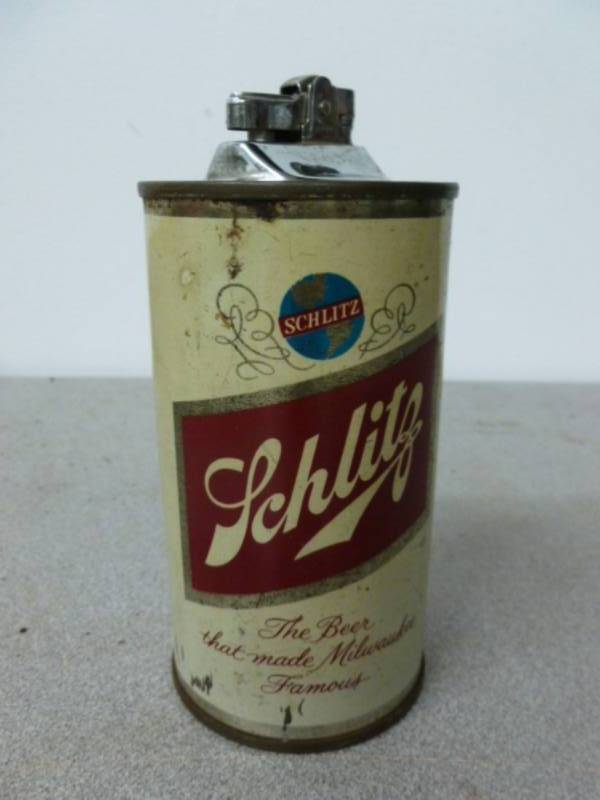 SCHLITZ
Schlitz
The Beer
that made Milwaukee
Famous